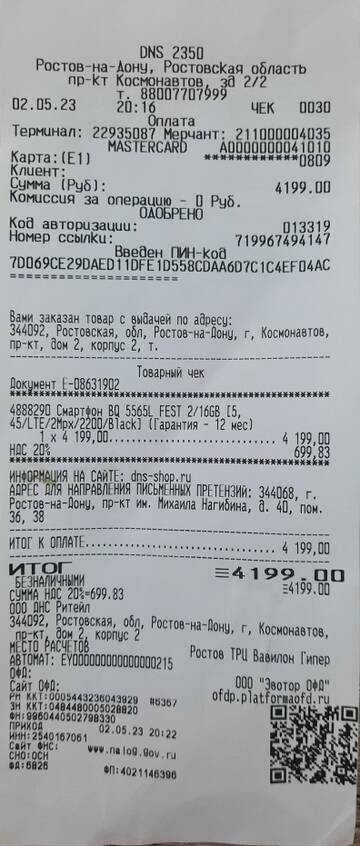 DNS 2350
Ростов-на-Дону, Ростовская область
пр-кт Космонавтов, зд 2/2
т. 88007707999
02.05.23 20:16 ЧЕК 0030
Оплата
Терминал: 22935087 Мерчант: 211000004035
MASTERCARD A0000000041010
Карта:(E1) ************0809
Клиент:
Сумма (Руб): 4199.00
Комиссия за операцию - 0 Руб.
ОДОБРЕНО
Код авторизации: 013319
Номер ссылки: 719967494147
Введен ПИН-код
7D069CE29DAED11DFE1D558CDAA6D7C1C4EF04AC
=====================
Вами заказан товар с выдачей по адресу:
344092, Ростовская, обл, Ростов-на-Дону, г, Космонавтов,
пр-кт, дом 2, корпус 2, т.
Товарный чек
Документ Е-08631902
4888290 Смартфон BQ 5565L FEST 2/16GB [5,
45/LTE/2Mpx/2200/Black] (Гарантия - 12 мес)
1 x 4 199,00............................ 4 199,00
НДС 20% 699,83
ИНФОРМАЦИЯ НА САЙТЕ: dns-shop.ru
АДРЕС ДЛЯ НАПРАВЛЕНИЯ ПИСЬМЕННЫХ ПРЕТЕНЗИЙ: 344068, г.
Ростов-на-Дону, пр-кт им. Михаила Нагибина, д. 40, пом.
36, 38
ИТОГ К ОПЛАТЕ............................ 4 199,00
ИТОГ ≡4199.00
БЕЗНАЛИЧНЫМИ ≡4199.00
СУММА НДС 20%=699.83
ООО ДНС Ритейл
344092, Ростовская, обл, Ростов-на-Дону, г, Космонавтов,
пр-кт, дом 2, корпус 2
МЕСТО РАСЧЕТОВ Ростов ТРЦ Вавилон Гипер
АВТОМАТ: EY00000000000000215
ОФД: ООО "Эвотор ОФД"
Сайт ОФД: ofdp.platformaofd.ru
РН ККТ:0005443236043929 #6367
ЗН ККТ:0484480005028820
ФН:9960440502798330
ПРИХОД 02.05.23 20:22
ИНН:2540167061
Сайт ФНС: www.nalog.gov.ru
СНО:ОСН
ФД:6826 ФП:4021146396